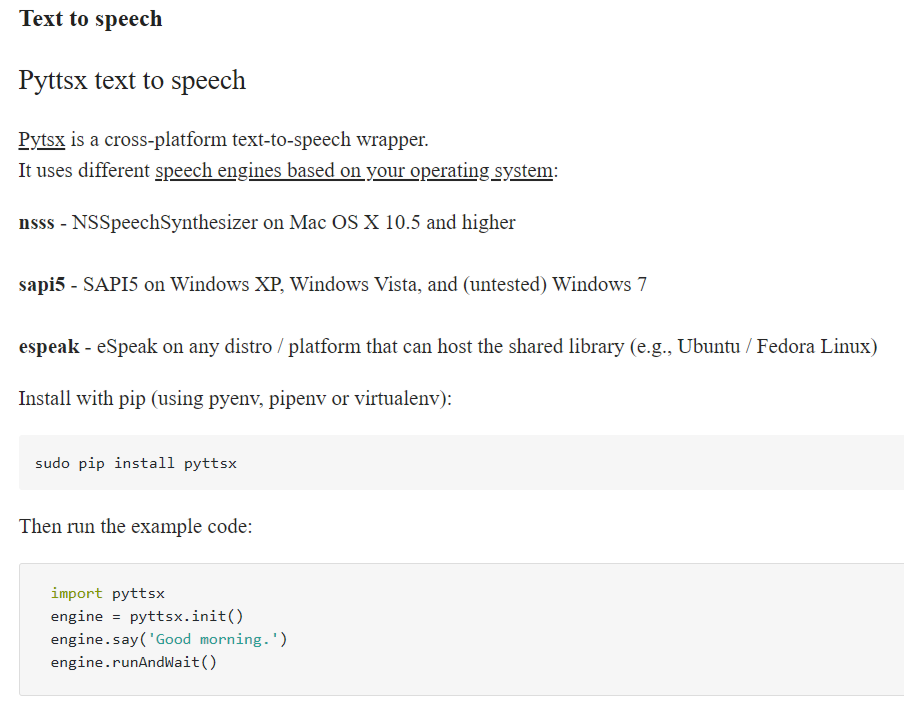 Text to speech
Pyttsx text to speech
Pytsx is a cross-platform text-to-speech wrapper.
It uses different speech engines based on your operating system:
nsss - NSSpeechSynthesizer on Mac OS X 10.5 and higher
sapi5 - SAPI5 on Windows XP, Windows Vista, and (untested) Windows 7
espeak - eSpeak on any distro / platform that can host the shared library (e.g., Ubuntu / Fedora Linux)
Install with pip (using pyenv, pipenv or virtualenv):
sudo pip install pyttsx
Then run the example code:
import pyttsx
engine = pyttsx.init()
engine.say('Good morning.')
engine.runAndWait()